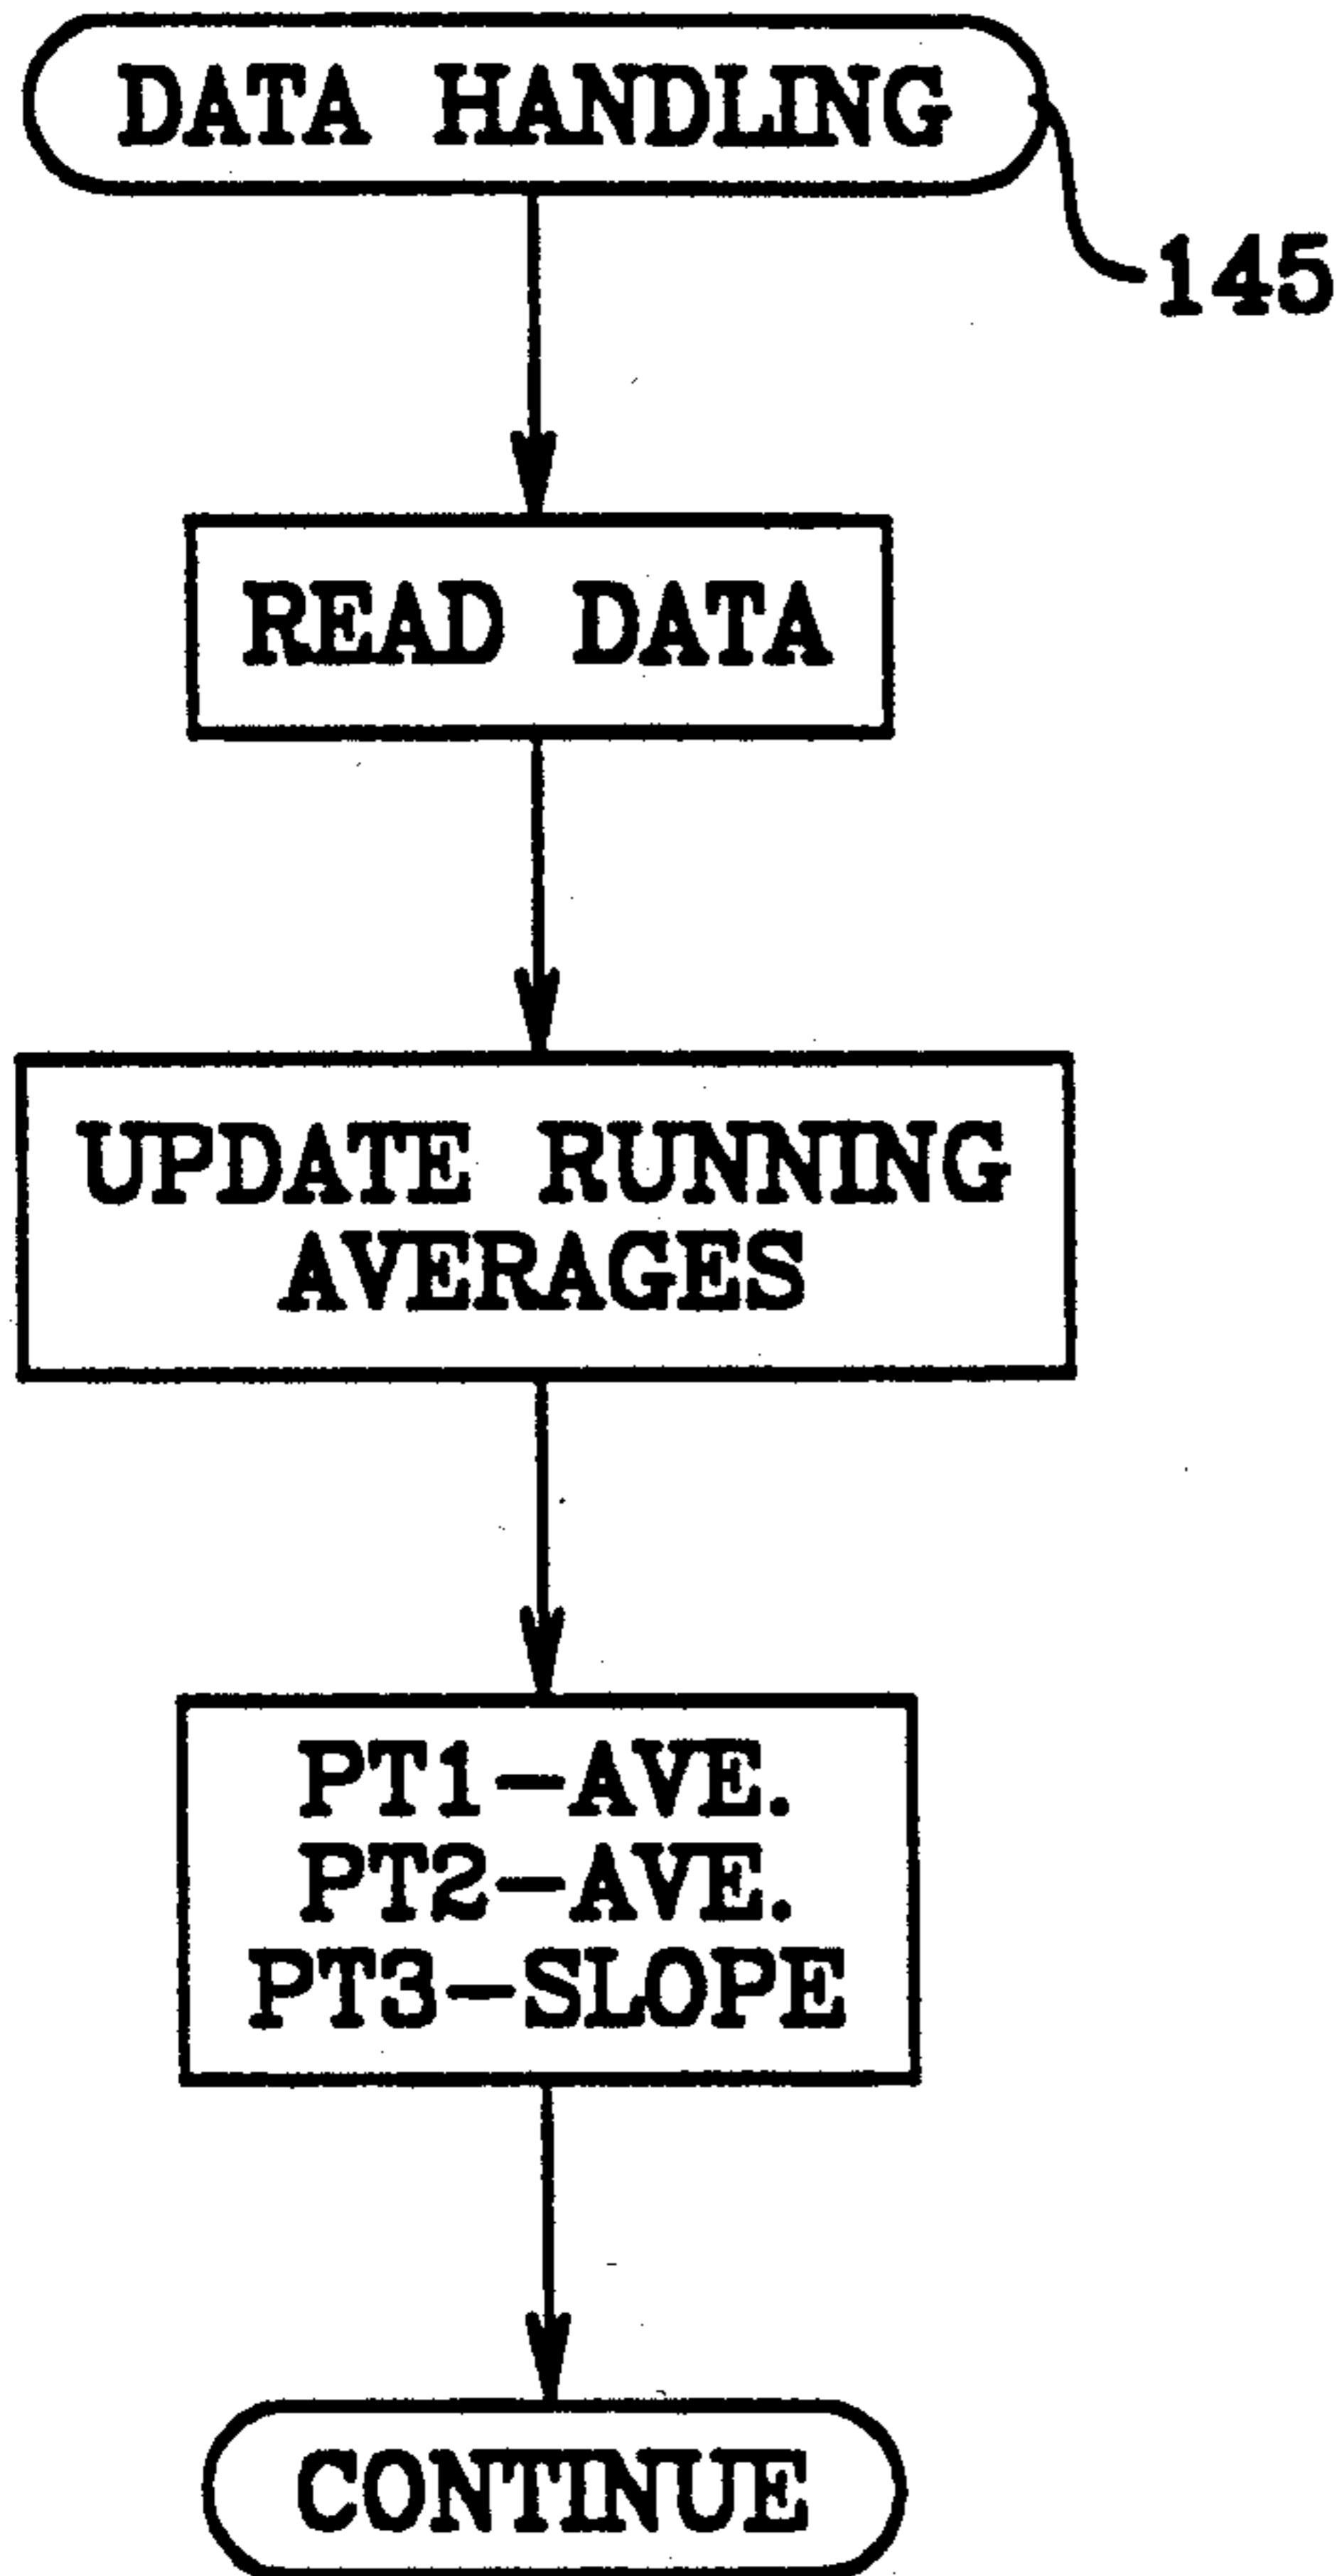 DATA HANDLING
145
READ DATA
UPDATE RUNNING
AVERAGES
PT1-AVE.
PT2-AVE.
PT3-SLOPE
CONTINUE